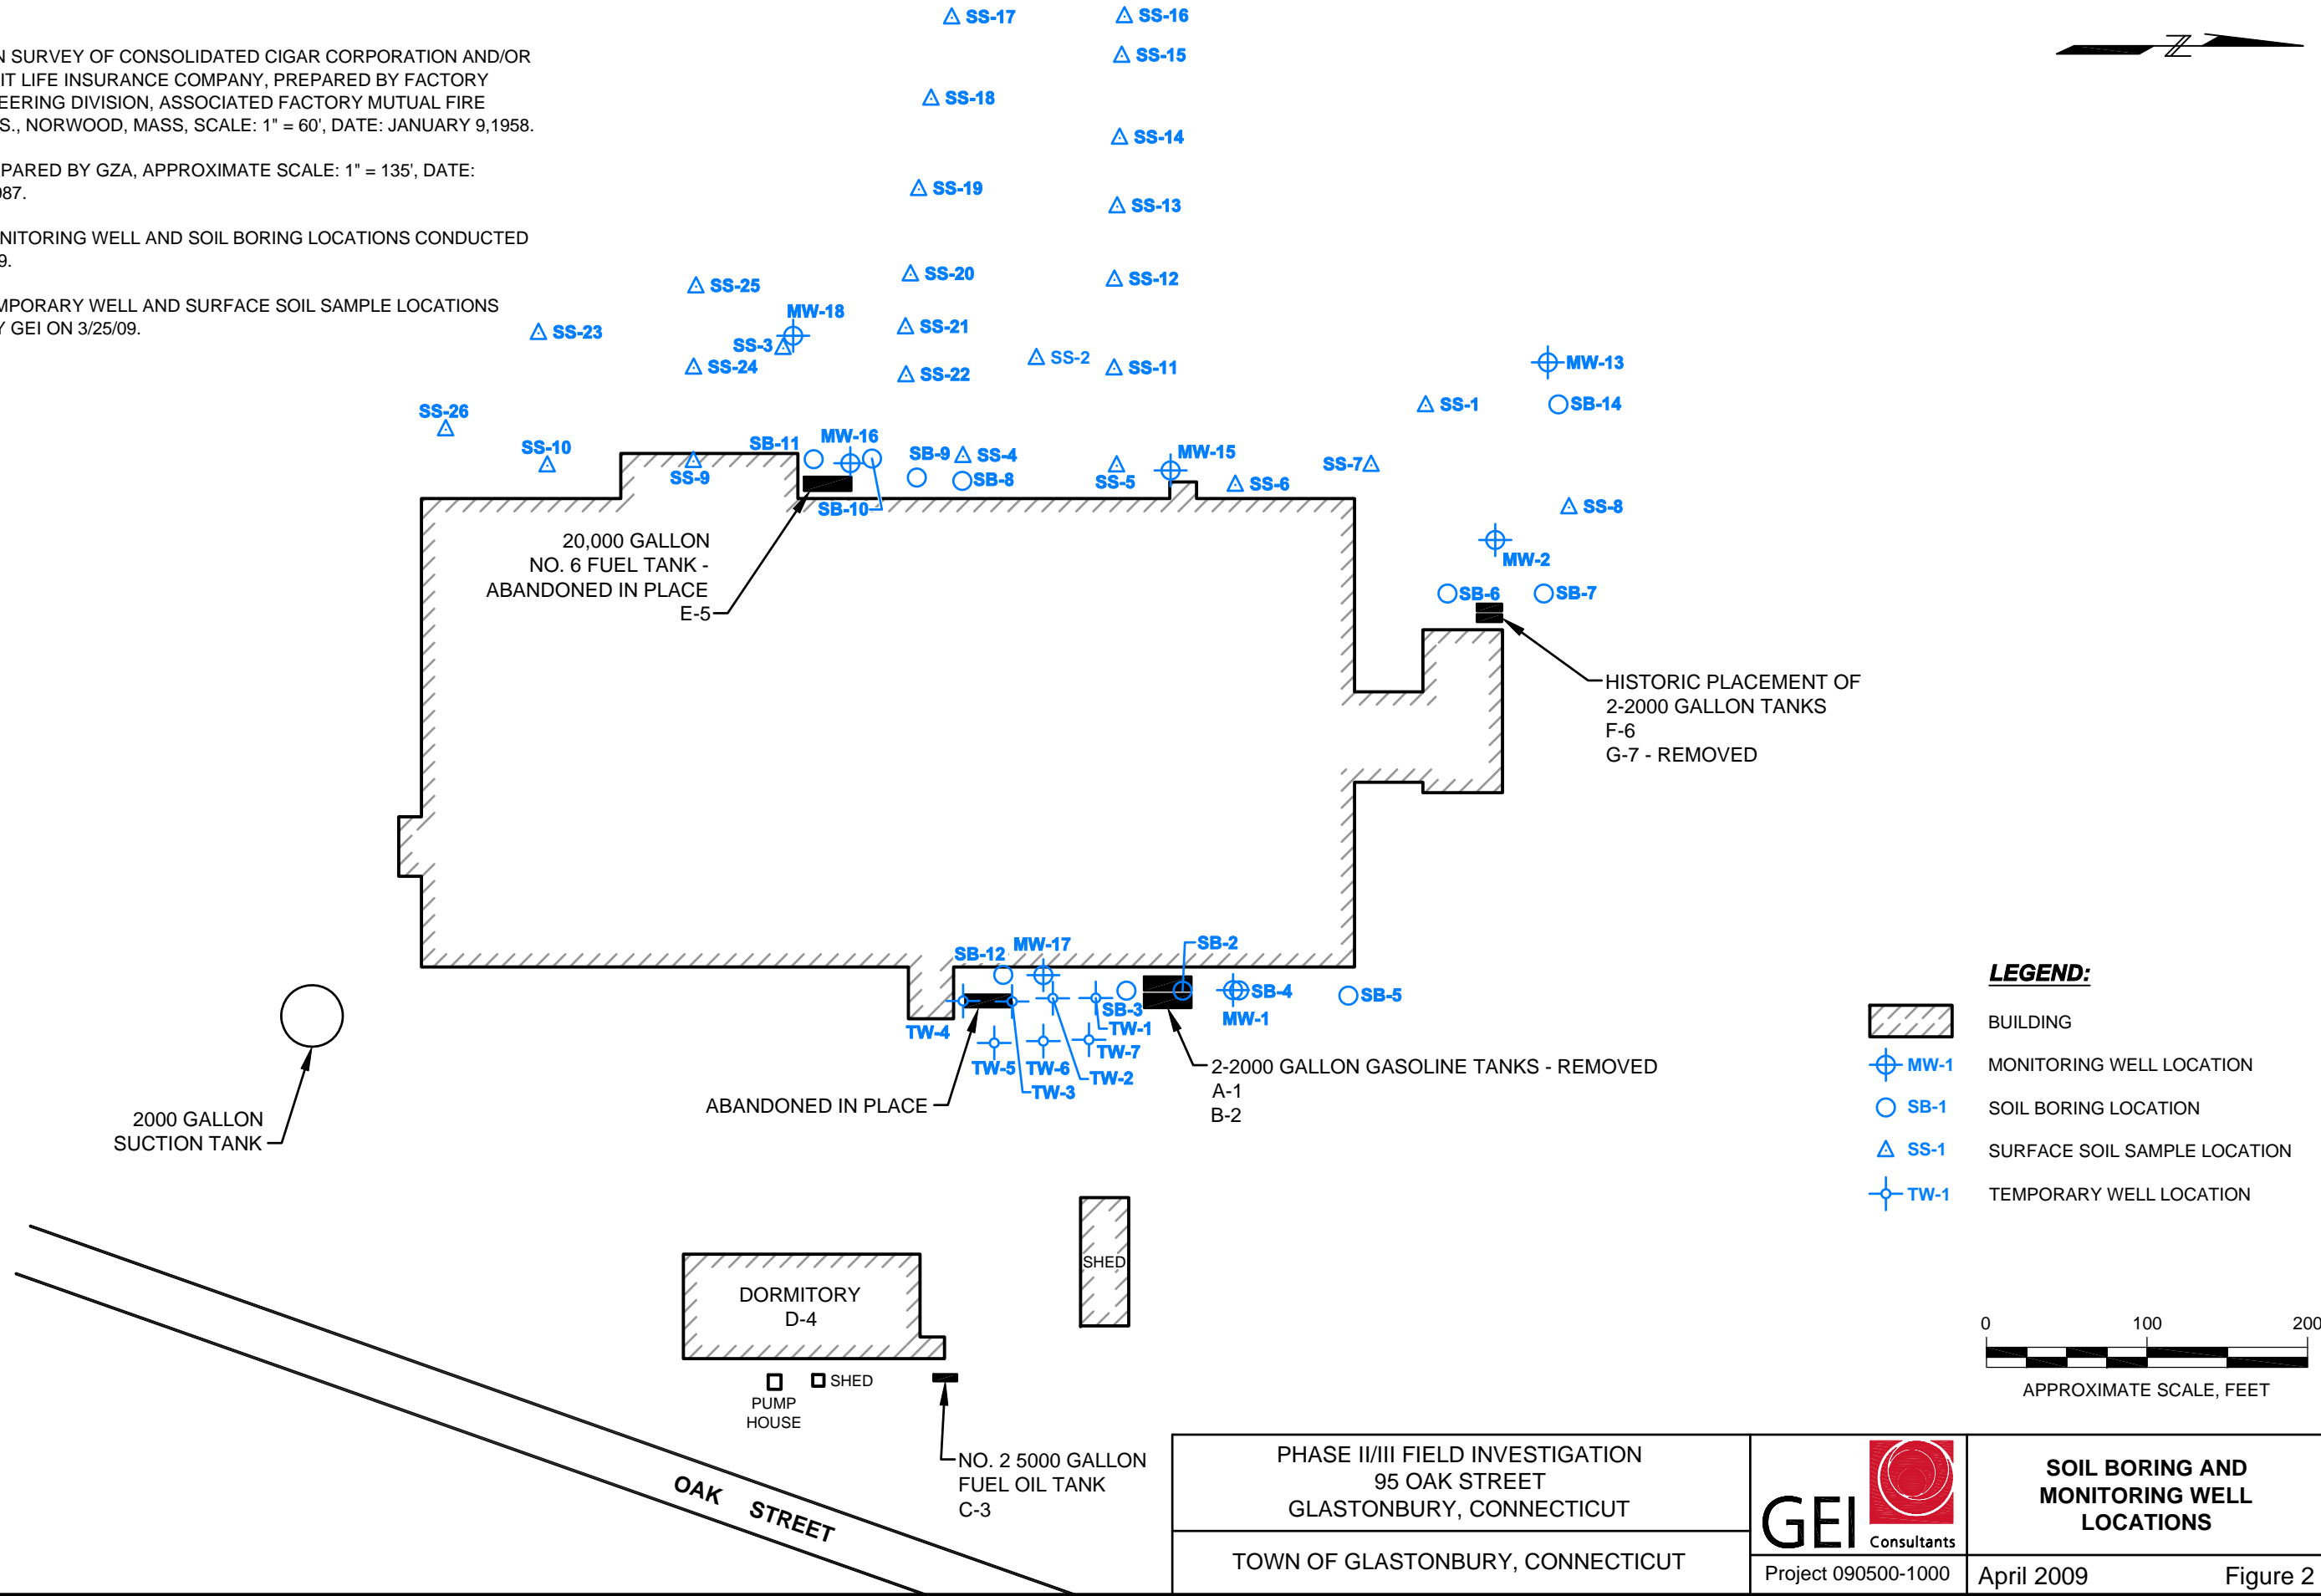 N SURVEY OF CONSOLIDATED CIGAR CORPORATION AND/OR
IT LIFE INSURANCE COMPANY, PREPARED BY FACTORY
EERING DIVISION, ASSOCIATED FACTORY MUTUAL FIRE
S., NORWOOD, MASS, SCALE: 1" = 60', DATE: JANUARY 9,1958.
PARED BY GZA, APPROXIMATE SCALE: 1" = 135', DATE:
987.
NITORING WELL AND SOIL BORING LOCATIONS CONDUCTED
9.
MPORARY WELL AND SURFACE SOIL SAMPLE LOCATIONS
Y GEI ON 3/25/09.
Z
SS-17
SS-16
SS-15
SS-18
SS-14
SS-19
SS-13
SS-20
SS-12
SS-25
MW-18
SS-23
SS-3
SS-21
SS-24
SS-22
SS-2
SS-11
MW-13
SS-1
SB-14
SS-26
SS-10
SS-9
SB-11
MW-16
SB-10
SB-9
SS-4
SB-8
SS-5
MW-15
SS-6
SS-7
SS-8
MW-2
SB-6
SB-7
20,000 GALLON
NO. 6 FUEL TANK -
ABANDONED IN PLACE
E-5
HISTORIC PLACEMENT OF
2-2000 GALLON TANKS
F-6
G-7 - REMOVED
SB-12
MW-17
SB-2
SB-3
SB-4
MW-1
SB-5
TW-4
TW-1
TW-7
TW-5
TW-6
TW-2
TW-3
ABANDONED IN PLACE
2-2000 GALLON GASOLINE TANKS - REMOVED
A-1
B-2
2000 GALLON
SUCTION TANK
LEGEND:
BUILDING
MW-1 MONITORING WELL LOCATION
SB-1 SOIL BORING LOCATION
SS-1 SURFACE SOIL SAMPLE LOCATION
TW-1 TEMPORARY WELL LOCATION
SHED
DORMITORY
D-4
SHED
PUMP
HOUSE
NO. 2 5000 GALLON
FUEL OIL TANK
C-3
OAK STREET
0 100 200
APPROXIMATE SCALE, FEET
PHASE II/III FIELD INVESTIGATION
95 OAK STREET
GLASTONBURY, CONNECTICUT
TOWN OF GLASTONBURY, CONNECTICUT
GEI Consultants
Project 090500-1000
SOIL BORING AND
MONITORING WELL
LOCATIONS
April 2009 Figure 2